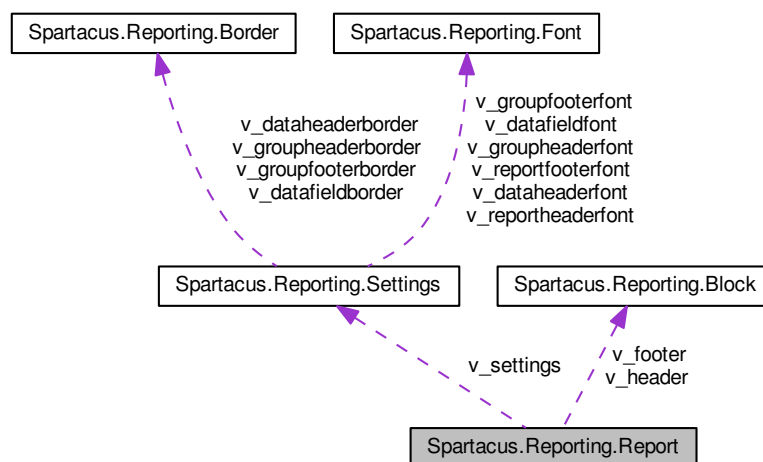 Spartacus.Reporting.Border
Spartacus.Reporting.Font
v_dataheaderborder
v_groupheaderborder
v_groupfooterborder
v_datafieldborder
v_groupfooterfont
v_datafieldfont
v_groupheaderfont
v_reportfooterfont
v_dataheaderfont
v_reportheaderfont
Spartacus.Reporting.Settings
Spartacus.Reporting.Block
v_settings
v_footer
v_header
Spartacus.Reporting.Report